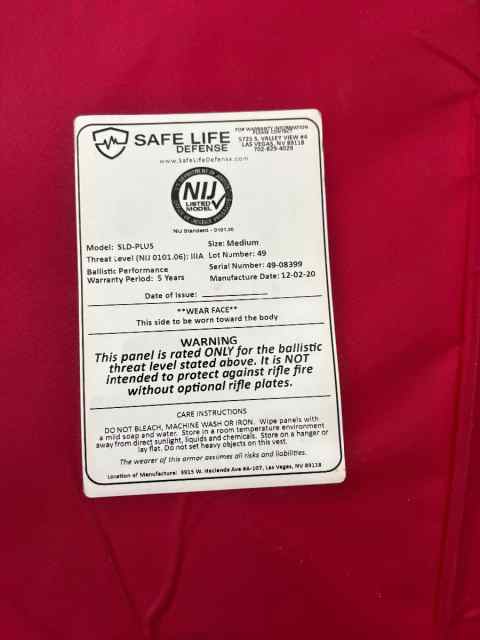 SAFE LIFE
DEFENSE
FOR WARRANTY INFORMATION
PLEASE CONTACT
5725 S. VALLEY VIEW #4
LAS VEGAS, NV 89118
702-829-4029
www.SafeLifeDefense.com
NIJ
LISTED
MODEL
NIJ Standard - 0101.06
Model: SLD-PLUS
Size: Medium
Threat Level (NIJ 0101.06): IIIA
Lot Number: 49
Ballistic Performance
Warranty Period: 5 Years
Serial Number: 49-08399
Manufacture Date: 12-02-20
Date of Issue:
**WEAR FACE**
This side to be worn toward the body
WARNING
This panel is rated ONLY for the ballistic
threat level stated above. It is NOT
intended to protect against rifle fire
without optional rifle plates.
CARE INSTRUCTIONS
DO NOT BLEACH, MACHINE WASH OR IRON. Wipe panels with
a mild soap and water. Store in a room temperature environment
away from direct sunlight, liquids and chemicals. Store on a hanger or
lay flat. Do not set heavy objects on this vest.
The wearer of this armor assumes all risks and liabilities.
Location of Manufacture: 3915 W. Hacienda Ave #A-107, Las Vegas, NV 89118